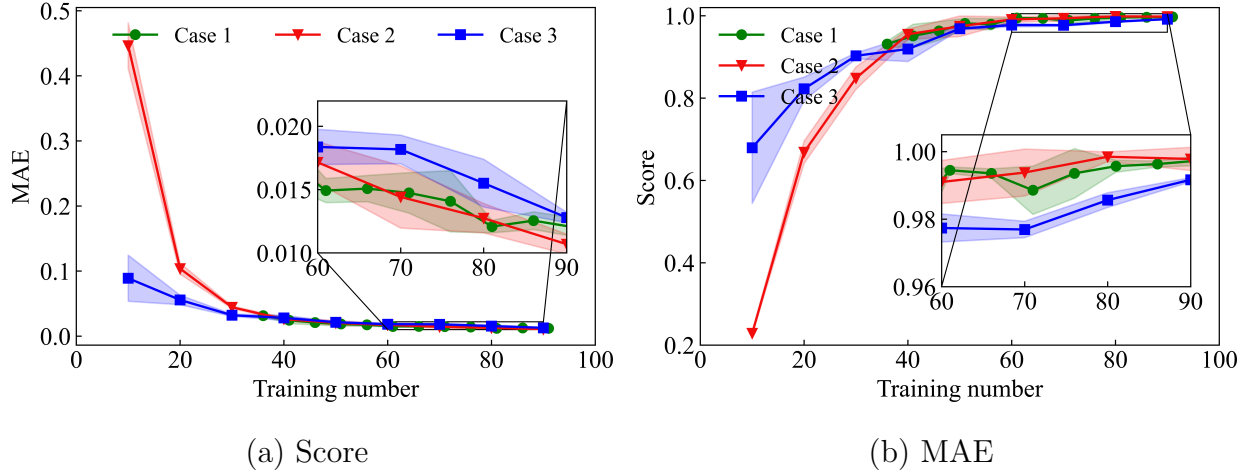 0.5
0.4
0.3
0.2
0.1
0.0
MAE
Case 1 Case 2 Case 3
0.020
0.015
0.010
60 70 80 90
0 20 40 60 80 100
Training number
(a) Score
1.0
0.8
0.6
0.4
0.2
Score
Case 1
Case 2
Case 3
1.00
0.98
0.96
60 70 80 90
0 20 40 60 80 100
Training number
(b) MAE